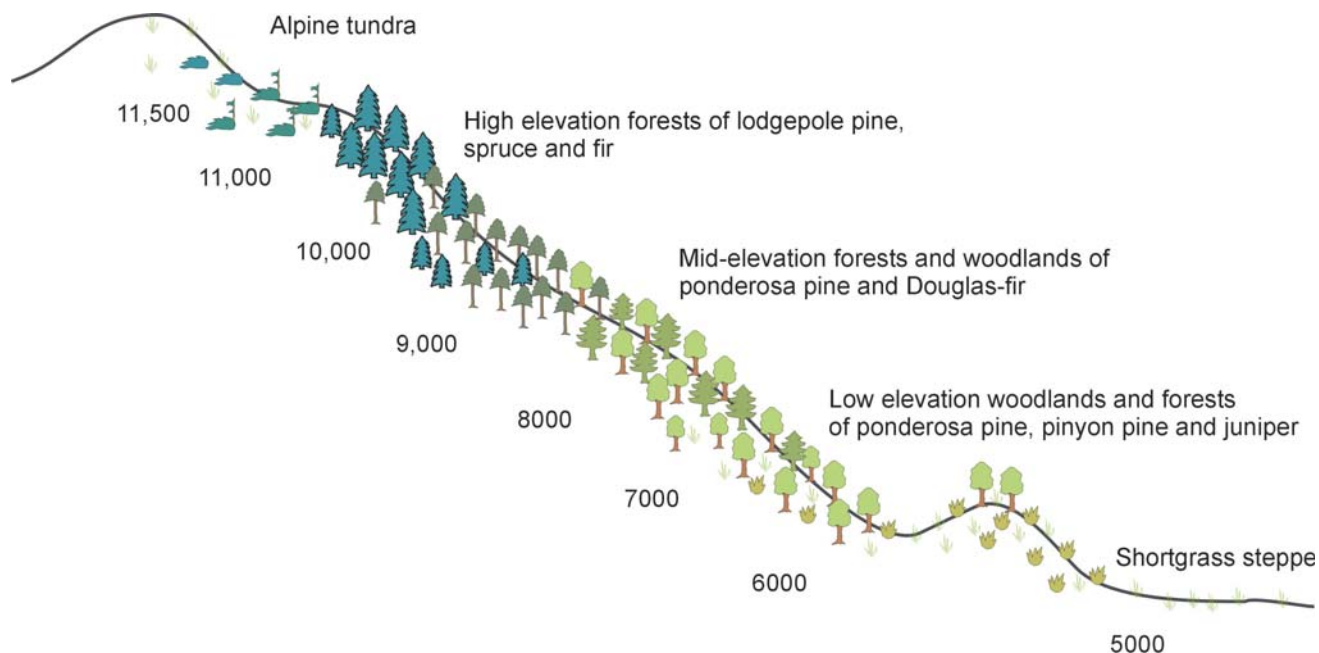 Alpine tundra
11,500
High elevation forests of lodgepole pine,
spruce and fir
11,000
10,000
Mid-elevation forests and woodlands of
ponderosa pine and Douglas-fir
9,000
8000
Low elevation woodlands and forests
of ponderosa pine, pinyon pine and juniper
7000
6000
Shortgrass steppe
5000